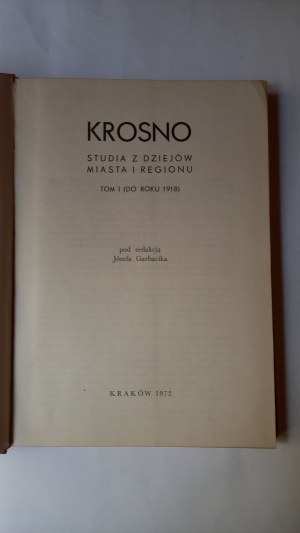 KROSNO
STUDIA Z DZIEJÓW
MIASTA I REGIONU
TOM I (DO ROKU 1918)
pod redakcją
Józefa Garbacika
KRAKÓW 1972